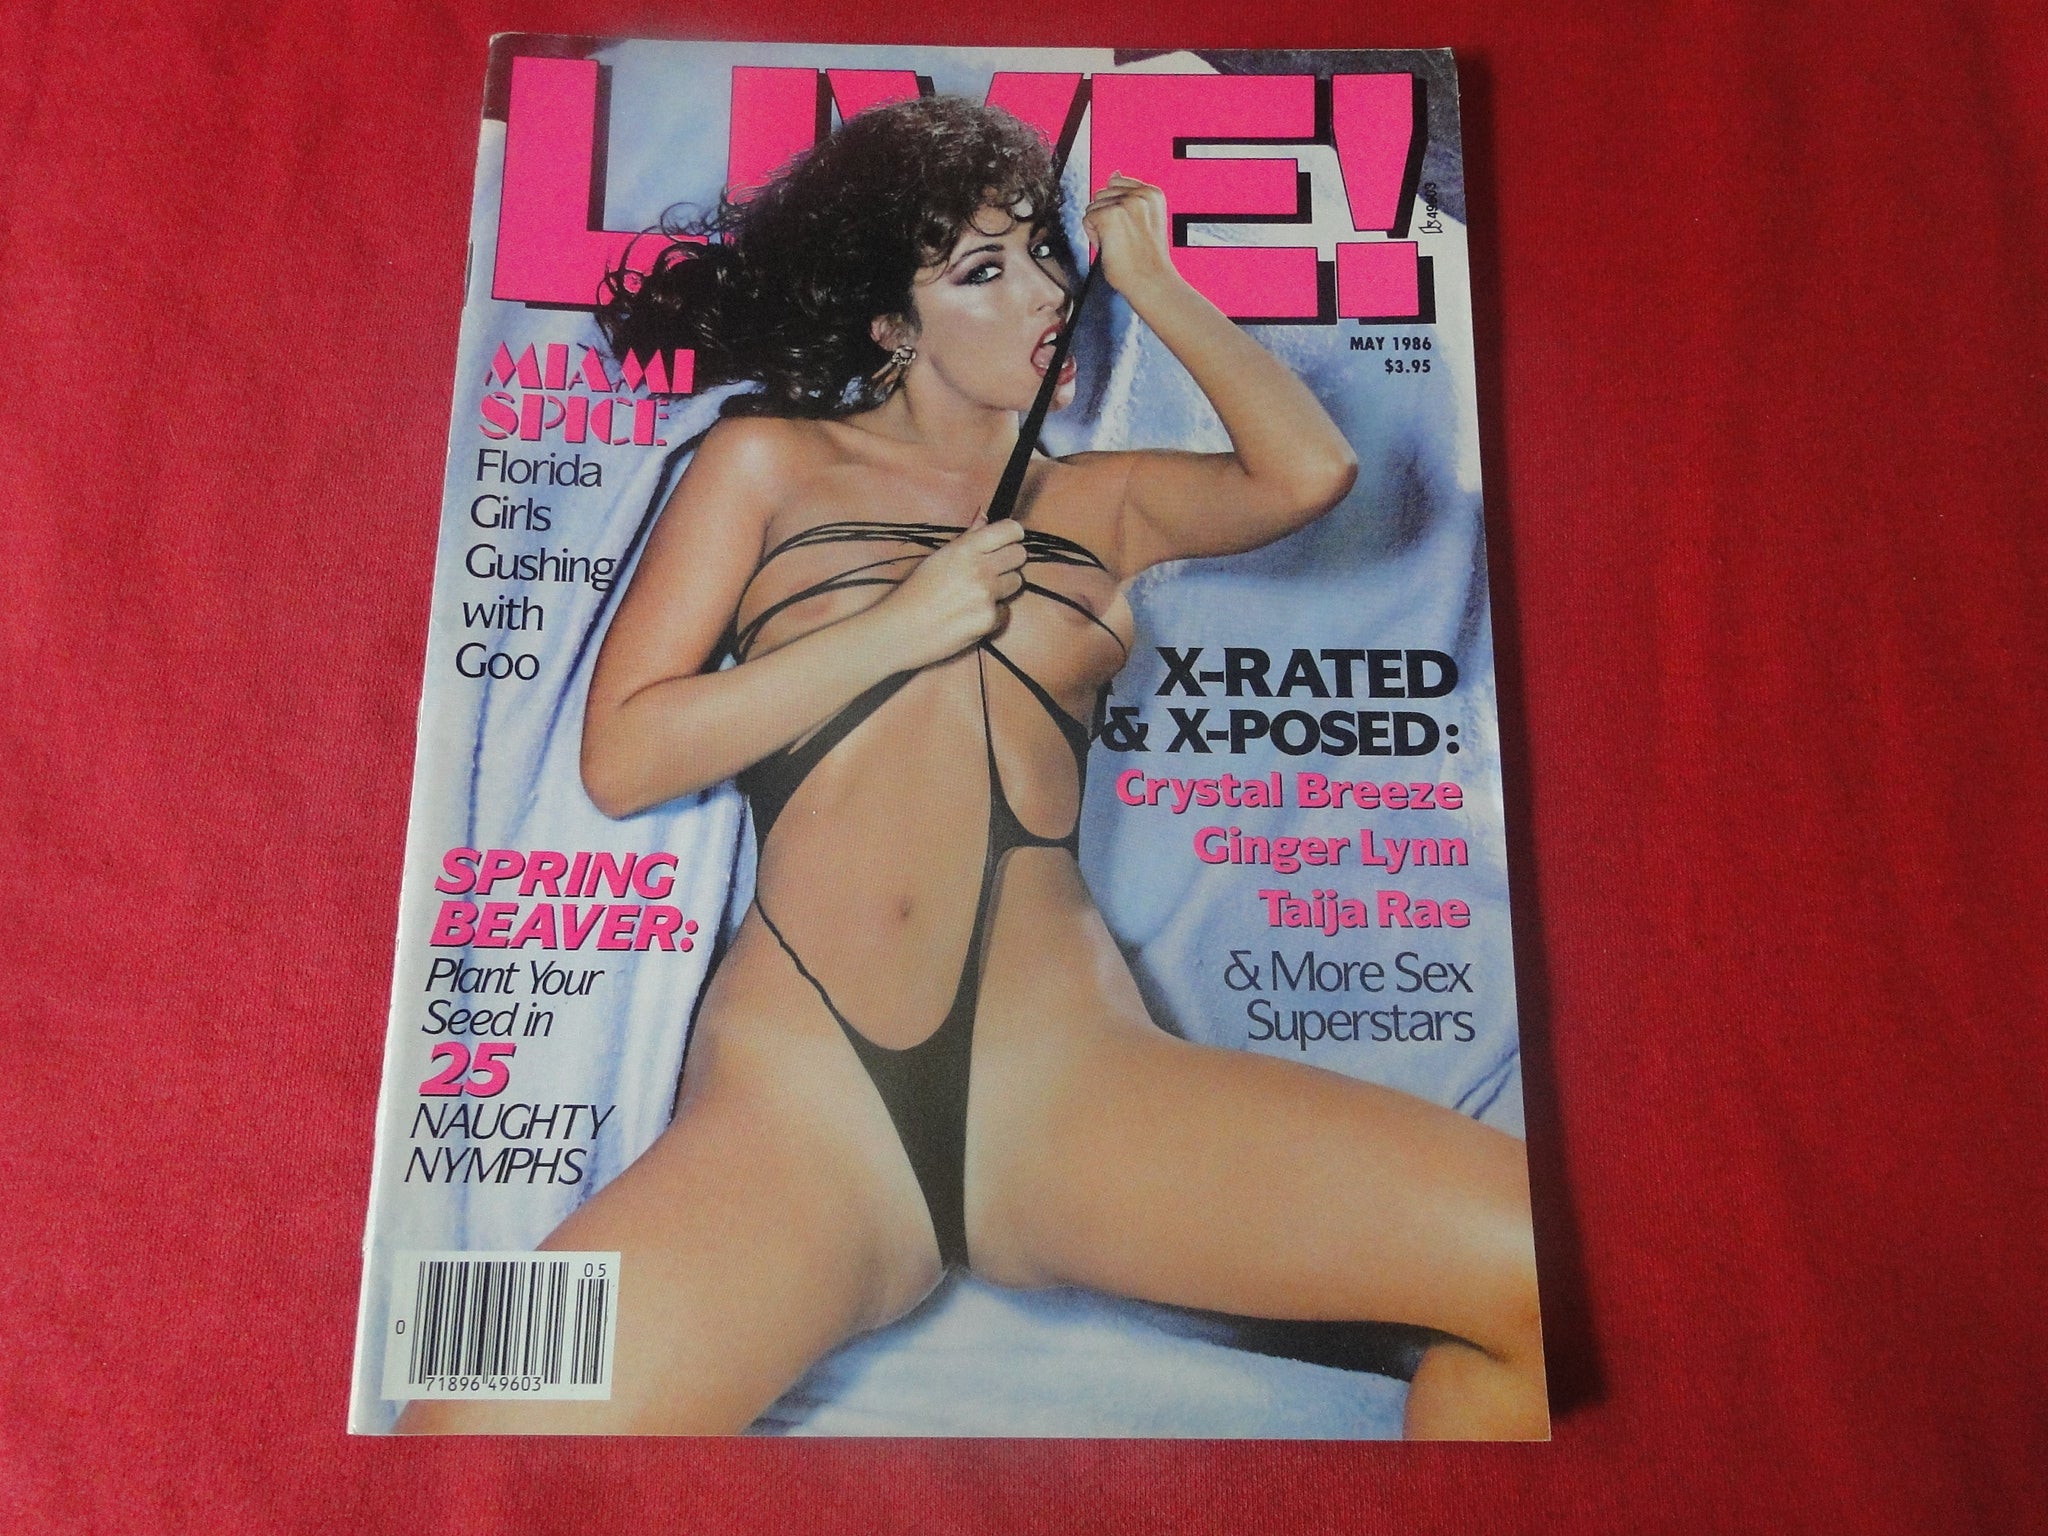 LIVE!
49603
MAY 1986
$3.95
MIAMI
SPICE
Florida
Girls
Gushing
with
Goo
X-RATED
& X-POSED:
Crystal Breeze
Ginger Lynn
Taija Rae
& More Sex
Superstars
SPRING
BEAVER:
Plant Your
Seed in
25
NAUGHTY
NYMPHS
05
0
71896 49603